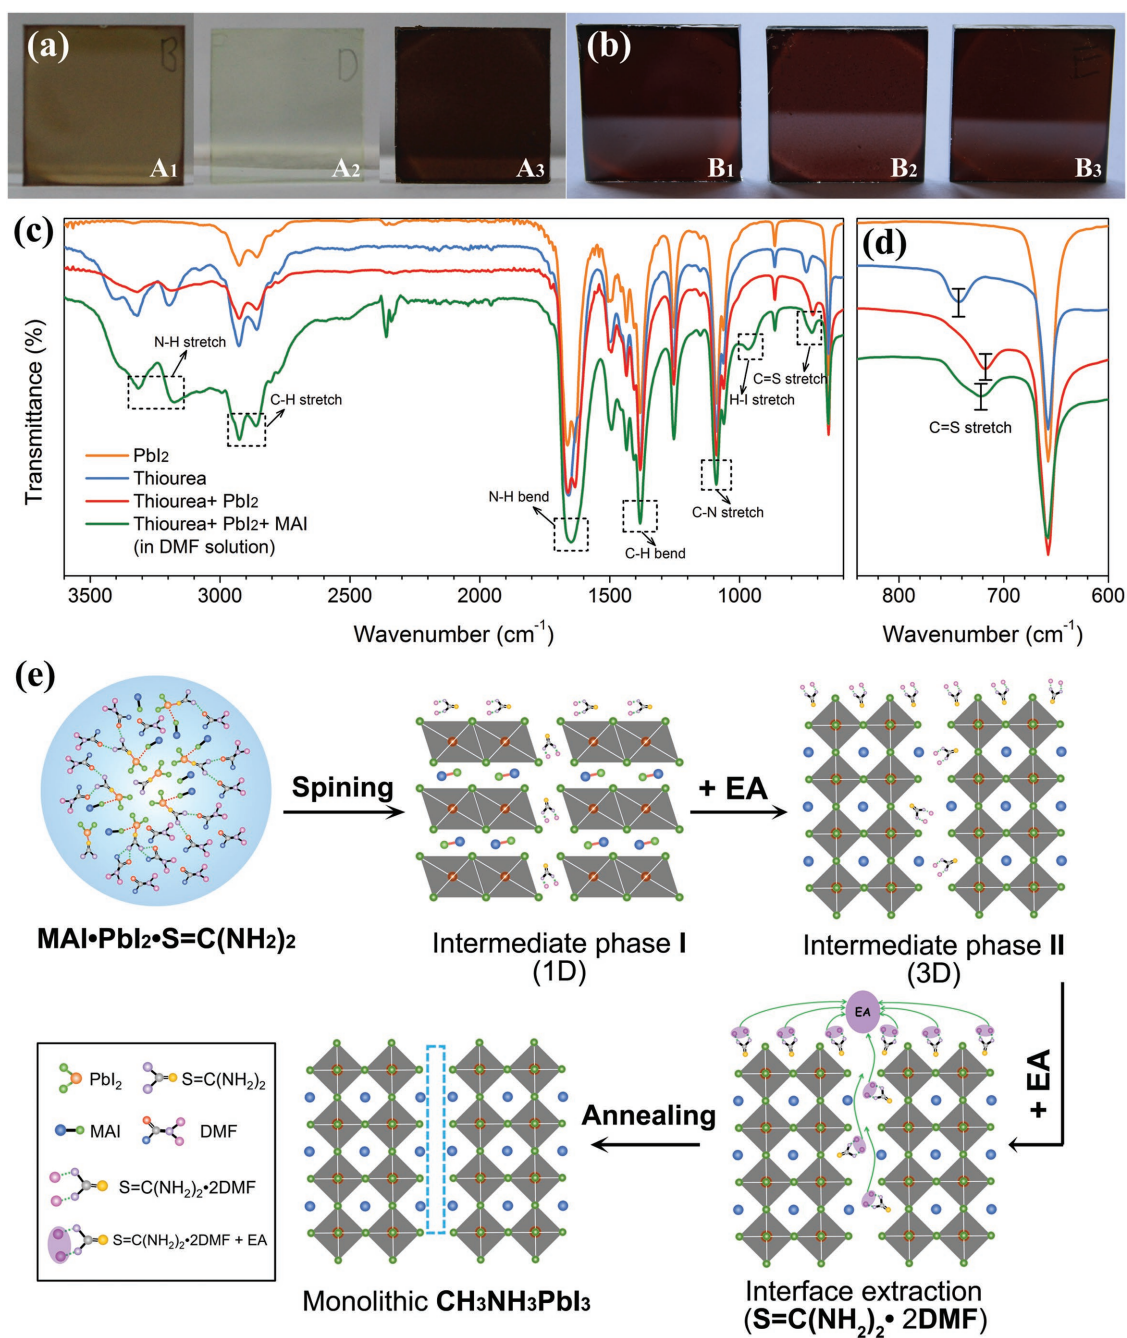 (a)
B
D
A1
A2
A3
(b)
E
B1
B2
B3
(c)
Transmittance (%)
N-H stretch
C-H stretch
PbI2
Thiourea
Thiourea+ PbI2
Thiourea+ PbI2+ MAI
(in DMF solution)
N-H bend
C-H bend
C-N stretch
H-I stretch
C=S stretch
3500 3000 2500 2000 1500 1000
Wavenumber (cm⁻¹)
(d)
C=S stretch
800 700 600
Wavenumber (cm⁻¹)
(e)
MAI•PbI2•S=C(NH2)2
Spining
Intermediate phase I
(1D)
+ EA
Intermediate phase II
(3D)
+ EA
EA
Interface extraction
(S=C(NH2)2• 2DMF)
Annealing
Monolithic CH3NH3PbI3
PbI2
S=C(NH2)2
MAI
DMF
S=C(NH2)2•2DMF
S=C(NH2)2•2DMF + EA